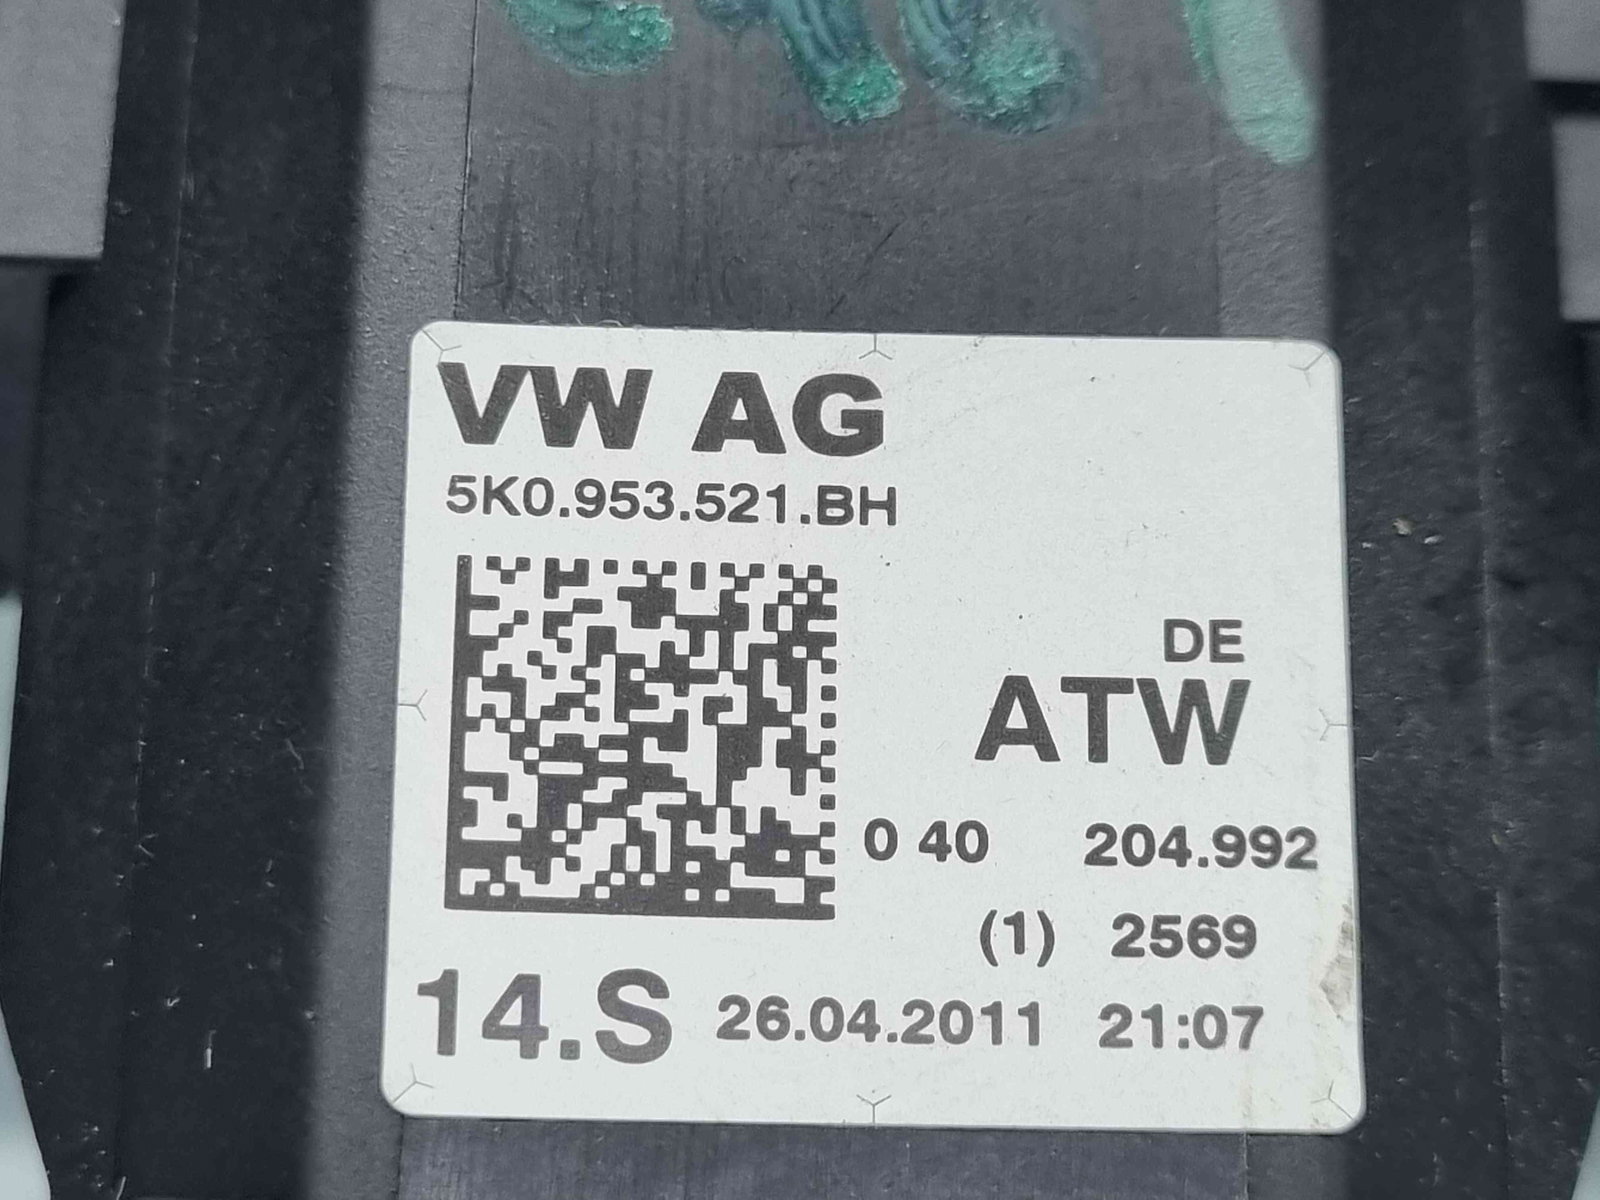 VW AG
5K0.953.521.BH
DE
ATW
0 40 204.992
(1) 2569
14.S 26.04.2011 21:07